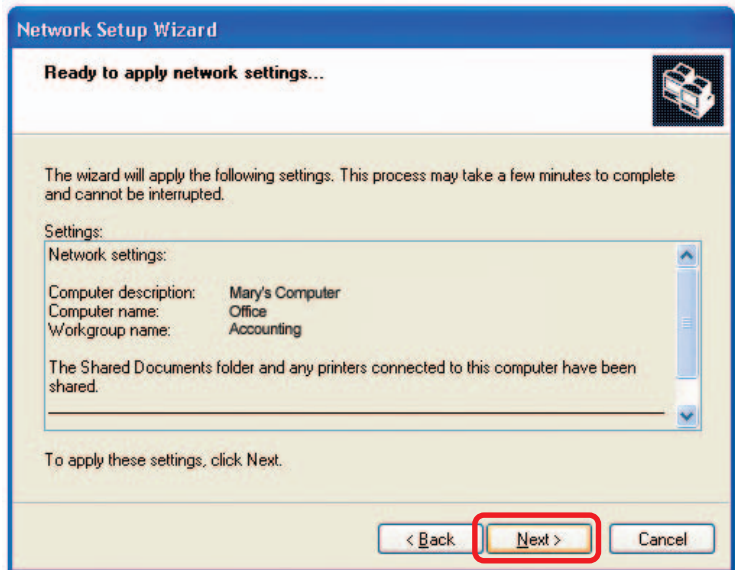 Network Setup Wizard
Ready to apply network settings...
The wizard will apply the following settings. This process may take a few minutes to complete
and cannot be interrupted.
Settings:
Network settings:
Computer description: Mary's Computer
Computer name: Office
Workgroup name: Accounting
The Shared Documents folder and any printers connected to this computer have been
shared.
To apply these settings, click Next.
< Back Next > Cancel